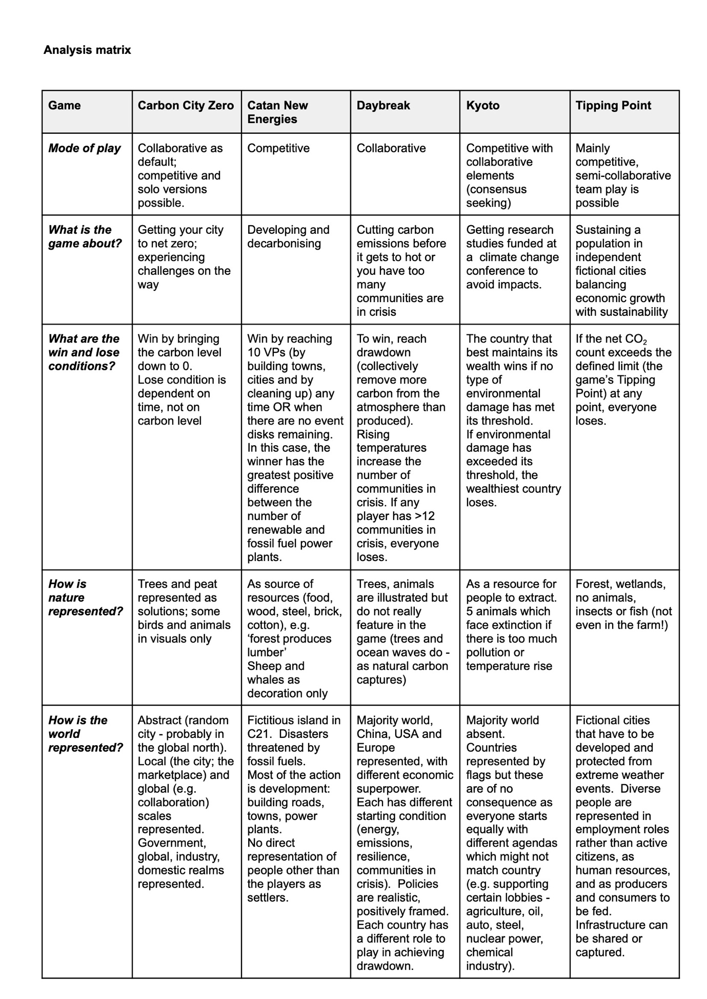 Analysis matrix
Game
Carbon City Zero
Catan New
Energies
Daybreak
Kyoto
Tipping Point
Mode of play
Collaborative as
default;
competitive and
solo versions
possible.
Competitive
Collaborative
Competitive with
collaborative
elements
(consensus
seeking)
Mainly
competitive,
semi-collaborative
team play is
possible
What is the
game about?
Getting your city
to net zero;
experiencing
challenges on the
way
Developing and
decarbonising
Cutting carbon
emissions before
it gets to hot or
you have too
many
communities are
in crisis
Getting research
studies funded at
a  climate change
conference to
avoid impacts.
Sustaining a
population in
independent
fictional cities
balancing
economic growth
with sustainability
What are the
win and lose
conditions?
Win by bringing
the carbon level
down to 0.
Lose condition is
dependent on
time, not on
carbon level
Win by reaching
10 VPs (by
building towns,
cities and by
cleaning up) any
time OR when
there are no event
disks remaining.
In this case, the
winner has the
greatest positive
difference
between the
number of
renewable and
fossil fuel power
plants.
To win, reach
drawdown
(collectively
remove more
carbon from the
atmosphere than
produced).
Rising
temperatures
increase the
number of
communities in
crisis. If any
player has >12
communities in
crisis, everyone
loses.
The country that
best maintains its
wealth wins if no
type of
environmental
damage has met
its threshold.
If environmental
damage has
exceeded its
threshold, the
wealthiest country
loses.
If the net CO₂
count exceeds the
defined limit (the
game’s Tipping
Point) at any
point, everyone
loses.
How is
nature
represented?
Trees and peat
represented as
solutions; some
birds and animals
in visuals only
As source of
resources (food,
wood, steel, brick,
cotton), e.g.
‘forest produces
lumber’
Sheep and
whales as
decoration only
Trees, animals
are illustrated but
do not really
feature in the
game (trees and
ocean waves do -
as natural carbon
captures)
As a resource for
people to extract.
5 animals which
face extinction if
there is too much
pollution or
temperature rise
Forest, wetlands,
no animals,
insects or fish (not
even in the farm!)
How is the
world
represented?
Abstract (random
city - probably in
the global north).
Local (the city; the
marketplace) and
global (e.g.
collaboration)
scales
represented.
Government,
global, industry,
domestic realms
represented.
Fictitious island in
C21.  Disasters
threatened by
fossil fuels.
Most of the action
is development:
building roads,
towns, power
plants.
No direct
representation of
people other than
the players as
settlers.
Majority world,
China, USA and
Europe
represented, with
different economic
superpower.
Each has different
starting condition
(energy,
emissions,
resilience,
communities in
crisis).  Policies
are realistic,
positively framed.
Each country has
a different role to
play in achieving
drawdown.
Majority world
absent.
Countries
represented by
flags but these
are of no
consequence as
everyone starts
equally with
different agendas
which might not
match country
(e.g. supporting
certain lobbies -
agriculture, oil,
auto, steel,
nuclear power,
chemical
industry).
Fictional cities
that have to be
developed and
protected from
extreme weather
events.  Diverse
people are
represented in
employment roles
rather than active
citizens, as
human resources,
and as producers
and consumers to
be fed.
Infrastructure can
be shared or
captured.